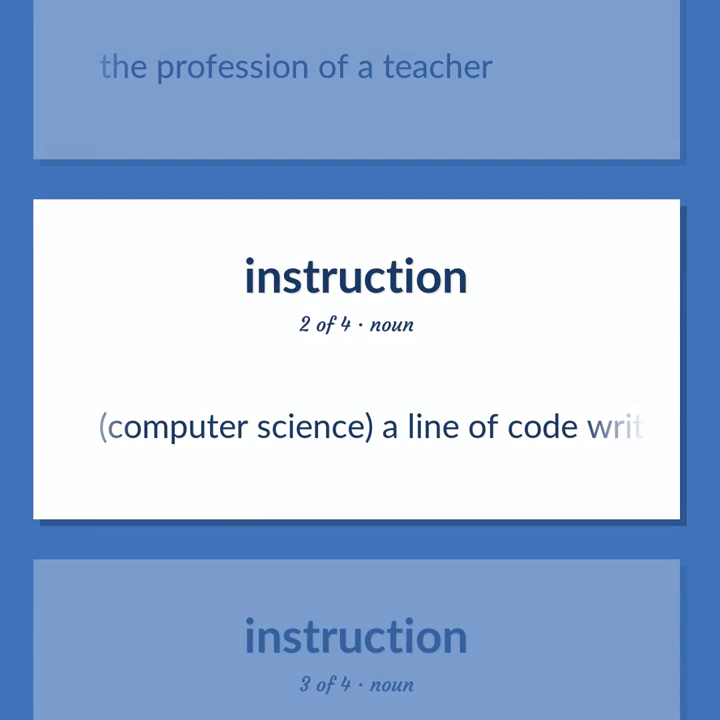 the profession of a teacher
instruction
2 of 4 · noun
(computer science) a line of code writ
instruction
3 of 4 · noun